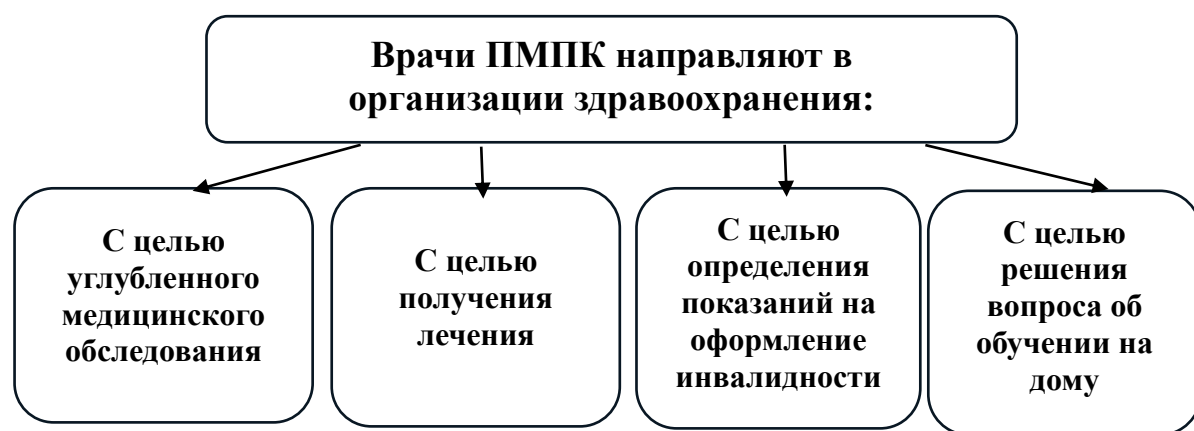 Врачи ПМПК направляют в
организации здравоохранения:
С целью
углубленного
медицинского
обследования
С целью
получения
лечения
С целью
определения
показаний на
оформление
инвалидности
С целью
решения
вопроса об
обучении на
дому